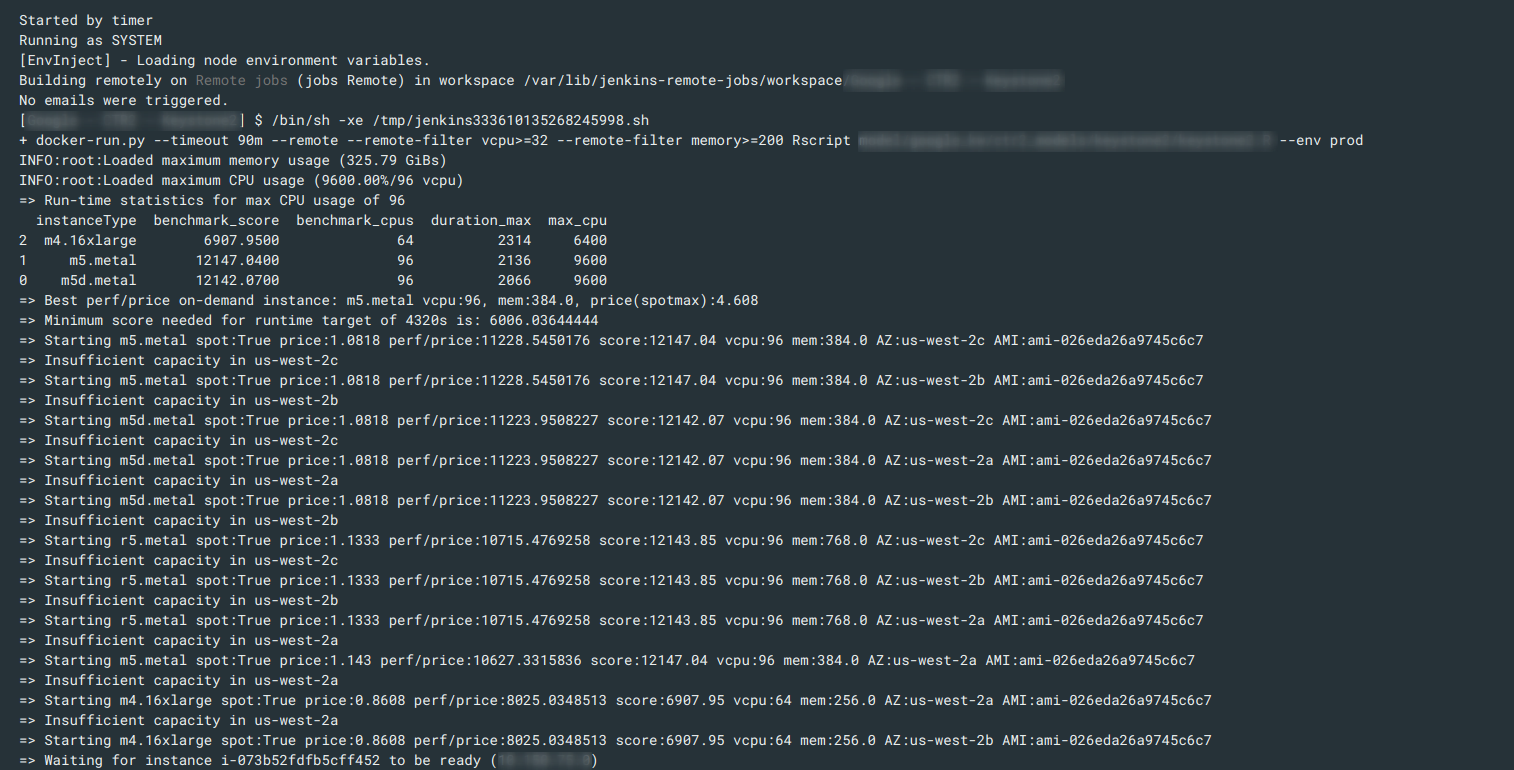 Started by timer
Running as SYSTEM
[EnvInject] - Loading node environment variables.
Building remotely on Remote jobs (jobs Remote) in workspace /var/lib/jenkins-remote-jobs/workspace
No emails were triggered.
[ ] $ /bin/sh -xe /tmp/jenkins333610135268245998.sh
+ docker-run.py --timeout 90m --remote --remote-filter vcpu>=32 --remote-filter memory>=200 Rscript --env prod
INFO:root:Loaded maximum memory usage (325.79 GiBs)
INFO:root:Loaded maximum CPU usage (9600.00%/96 vcpu)
=> Run-time statistics for max CPU usage of 96
instanceType benchmark_score benchmark_cpus duration_max max_cpu
2 m4.16xlarge 6907.9500 64 2314 6400
1 m5.metal 12147.0400 96 2136 9600
0 m5d.metal 12142.0700 96 2066 9600
=> Best perf/price on-demand instance: m5.metal vcpu:96, mem:384.0, price(spotmax):4.608
=> Minimum score needed for runtime target of 4320s is: 6006.03644444
=> Starting m5.metal spot:True price:1.0818 perf/price:11228.5450176 score:12147.04 vcpu:96 mem:384.0 AZ:us-west-2c AMI:ami-026eda26a9745c6c7
=> Insufficient capacity in us-west-2c
=> Starting m5.metal spot:True price:1.0818 perf/price:11228.5450176 score:12147.04 vcpu:96 mem:384.0 AZ:us-west-2b AMI:ami-026eda26a9745c6c7
=> Insufficient capacity in us-west-2b
=> Starting m5d.metal spot:True price:1.0818 perf/price:11223.9508227 score:12142.07 vcpu:96 mem:384.0 AZ:us-west-2c AMI:ami-026eda26a9745c6c7
=> Insufficient capacity in us-west-2c
=> Starting m5d.metal spot:True price:1.0818 perf/price:11223.9508227 score:12142.07 vcpu:96 mem:384.0 AZ:us-west-2a AMI:ami-026eda26a9745c6c7
=> Insufficient capacity in us-west-2a
=> Starting m5d.metal spot:True price:1.0818 perf/price:11223.9508227 score:12142.07 vcpu:96 mem:384.0 AZ:us-west-2b AMI:ami-026eda26a9745c6c7
=> Insufficient capacity in us-west-2b
=> Starting r5.metal spot:True price:1.1333 perf/price:10715.4769258 score:12143.85 vcpu:96 mem:768.0 AZ:us-west-2c AMI:ami-026eda26a9745c6c7
=> Insufficient capacity in us-west-2c
=> Starting r5.metal spot:True price:1.1333 perf/price:10715.4769258 score:12143.85 vcpu:96 mem:768.0 AZ:us-west-2b AMI:ami-026eda26a9745c6c7
=> Insufficient capacity in us-west-2b
=> Starting r5.metal spot:True price:1.1333 perf/price:10715.4769258 score:12143.85 vcpu:96 mem:768.0 AZ:us-west-2a AMI:ami-026eda26a9745c6c7
=> Insufficient capacity in us-west-2a
=> Starting m5.metal spot:True price:1.143 perf/price:10627.3315836 score:12147.04 vcpu:96 mem:384.0 AZ:us-west-2a AMI:ami-026eda26a9745c6c7
=> Insufficient capacity in us-west-2a
=> Starting m4.16xlarge spot:True price:0.8608 perf/price:8025.0348513 score:6907.95 vcpu:64 mem:256.0 AZ:us-west-2a AMI:ami-026eda26a9745c6c7
=> Insufficient capacity in us-west-2a
=> Starting m4.16xlarge spot:True price:0.8608 perf/price:8025.0348513 score:6907.95 vcpu:64 mem:256.0 AZ:us-west-2b AMI:ami-026eda26a9745c6c7
=> Waiting for instance i-073b52fdfb5cff452 to be ready ( )